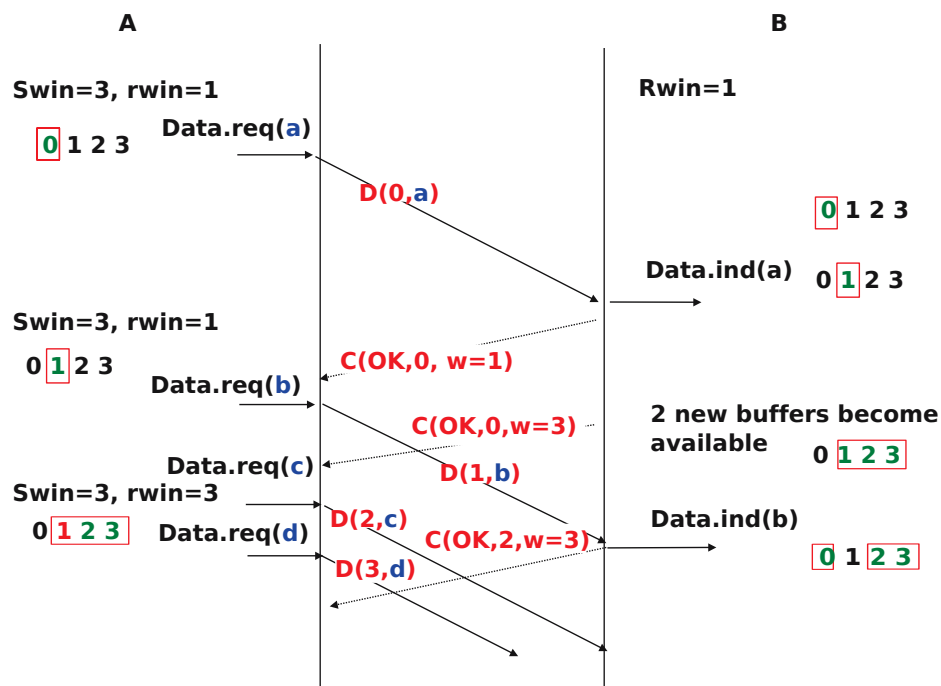 A
B
Swin=3, rwin=1
Rwin=1
Data.req(a)
0 1 2 3
D(0,a)
0 1 2 3
Data.ind(a)
0 1 2 3
Swin=3, rwin=1
C(OK,0, w=1)
0 1 2 3
Data.req(b)
2 new buffers become
available
C(OK,0,w=3)
0 1 2 3
Data.req(c)
D(1,b)
Swin=3, rwin=3
D(2,c)
Data.ind(b)
0 1 2 3
Data.req(d)
C(OK,2,w=3)
0 1 2 3
D(3,d)